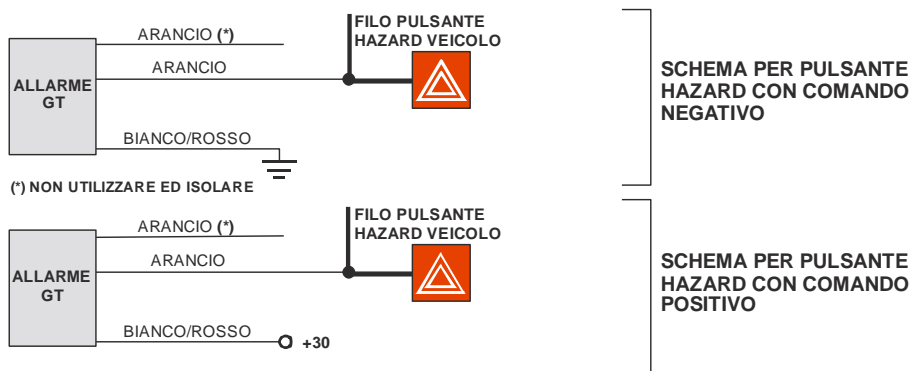 ARANCIO (*)
FILO PULSANTE
HAZARD VEICOLO
ARANCIO
ALLARME
GT
SCHEMA PER PULSANTE
HAZARD CON COMANDO
NEGATIVO
BIANCO/ROSSO
(*) NON UTILIZZARE ED ISOLARE
ARANCIO (*)
FILO PULSANTE
HAZARD VEICOLO
ARANCIO
ALLARME
GT
SCHEMA PER PULSANTE
HAZARD CON COMANDO
POSITIVO
BIANCO/ROSSO
+30